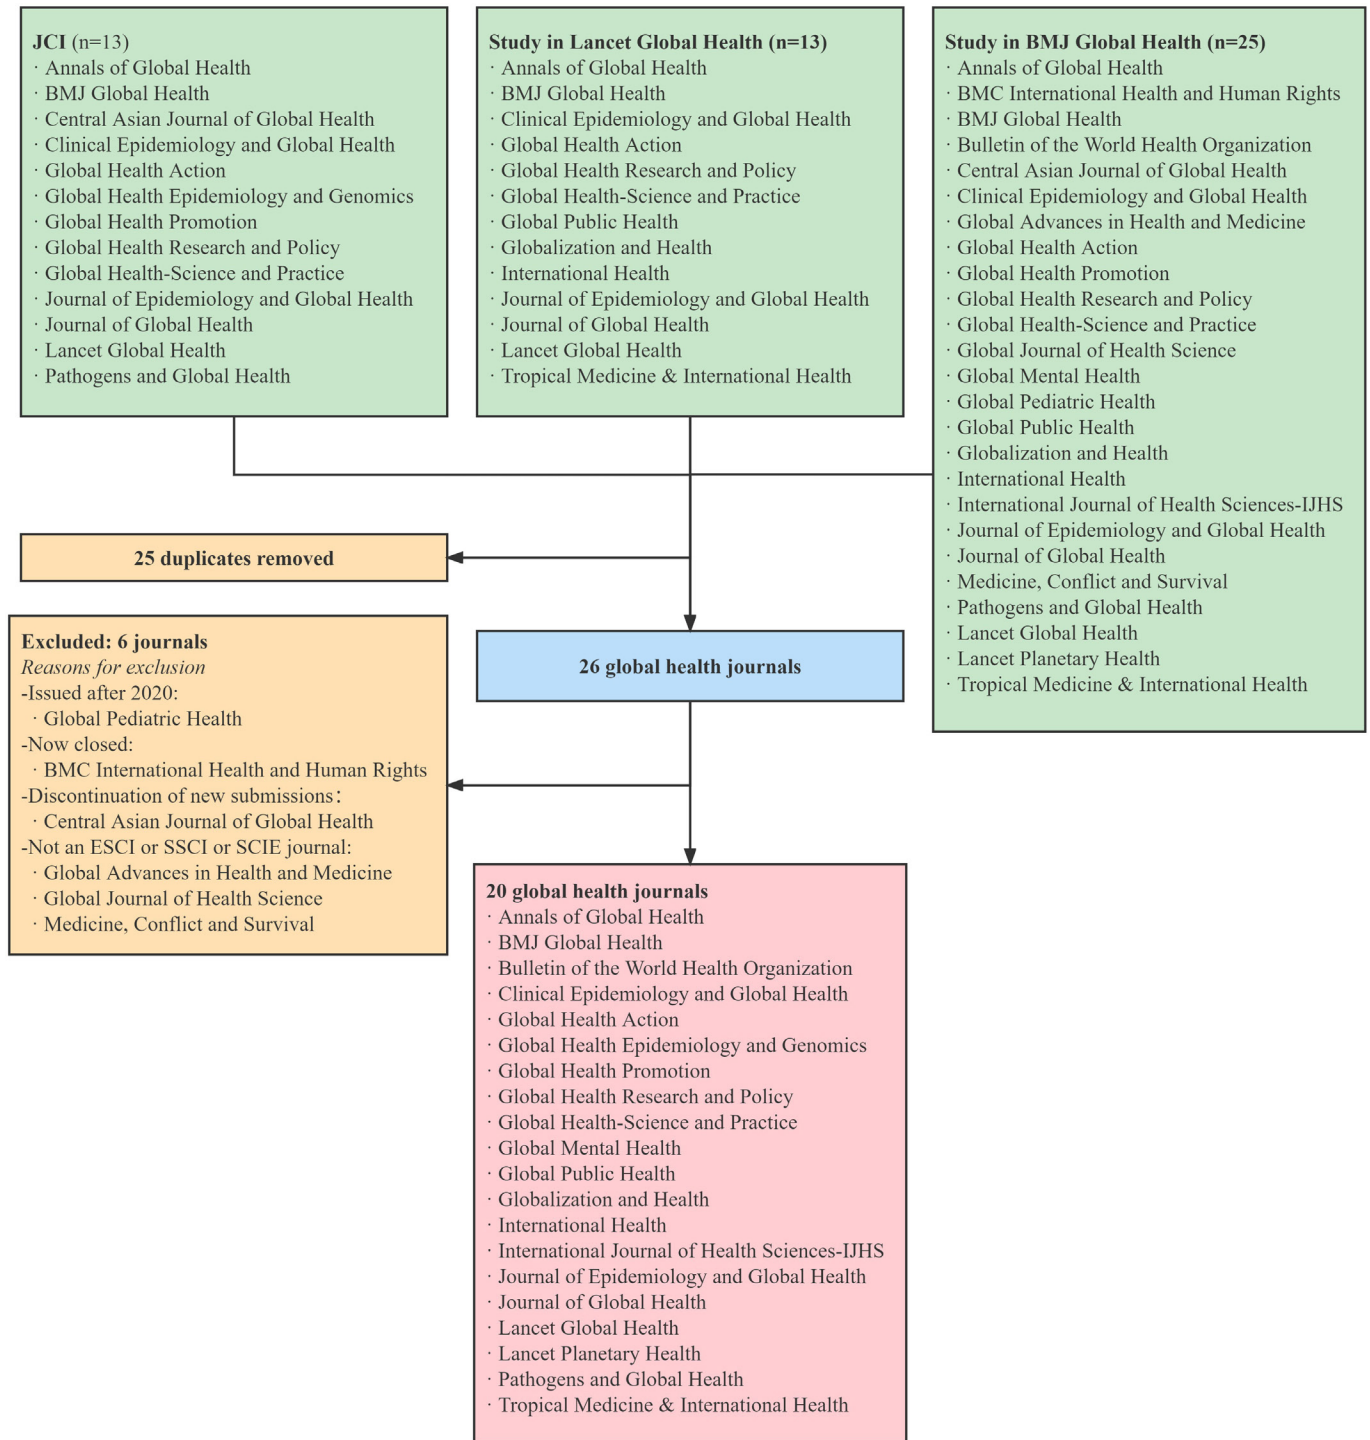 JCI (n=13)
· Annals of Global Health
· BMJ Global Health
· Central Asian Journal of Global Health
· Clinical Epidemiology and Global Health
· Global Health Action
· Global Health Epidemiology and Genomics
· Global Health Promotion
· Global Health Research and Policy
· Global Health-Science and Practice
· Journal of Epidemiology and Global Health
· Journal of Global Health
· Lancet Global Health
· Pathogens and Global Health
Study in Lancet Global Health (n=13)
· Annals of Global Health
· BMJ Global Health
· Clinical Epidemiology and Global Health
· Global Health Action
· Global Health Research and Policy
· Global Health-Science and Practice
· Global Public Health
· Globalization and Health
· International Health
· Journal of Epidemiology and Global Health
· Journal of Global Health
· Lancet Global Health
· Tropical Medicine & International Health
Study in BMJ Global Health (n=25)
· Annals of Global Health
· BMC International Health and Human Rights
· BMJ Global Health
· Bulletin of the World Health Organization
· Central Asian Journal of Global Health
· Clinical Epidemiology and Global Health
· Global Advances in Health and Medicine
· Global Health Action
· Global Health Promotion
· Global Health Research and Policy
· Global Health-Science and Practice
· Global Journal of Health Science
· Global Mental Health
· Global Pediatric Health
· Global Public Health
· Globalization and Health
· International Health
· International Journal of Health Sciences-IJHS
· Journal of Epidemiology and Global Health
· Journal of Global Health
· Medicine, Conflict and Survival
· Pathogens and Global Health
· Lancet Global Health
· Lancet Planetary Health
· Tropical Medicine & International Health
25 duplicates removed
26 global health journals
Excluded: 6 journals
Reasons for exclusion
-Issued after 2020:
· Global Pediatric Health
-Now closed:
· BMC International Health and Human Rights
-Discontinuation of new submissions：
· Central Asian Journal of Global Health
-Not an ESCI or SSCI or SCIE journal:
· Global Advances in Health and Medicine
· Global Journal of Health Science
· Medicine, Conflict and Survival
20 global health journals
· Annals of Global Health
· BMJ Global Health
· Bulletin of the World Health Organization
· Clinical Epidemiology and Global Health
· Global Health Action
· Global Health Epidemiology and Genomics
· Global Health Promotion
· Global Health Research and Policy
· Global Health-Science and Practice
· Global Mental Health
· Global Public Health
· Globalization and Health
· International Health
· International Journal of Health Sciences-IJHS
· Journal of Epidemiology and Global Health
· Journal of Global Health
· Lancet Global Health
· Lancet Planetary Health
· Pathogens and Global Health
· Tropical Medicine & International Health